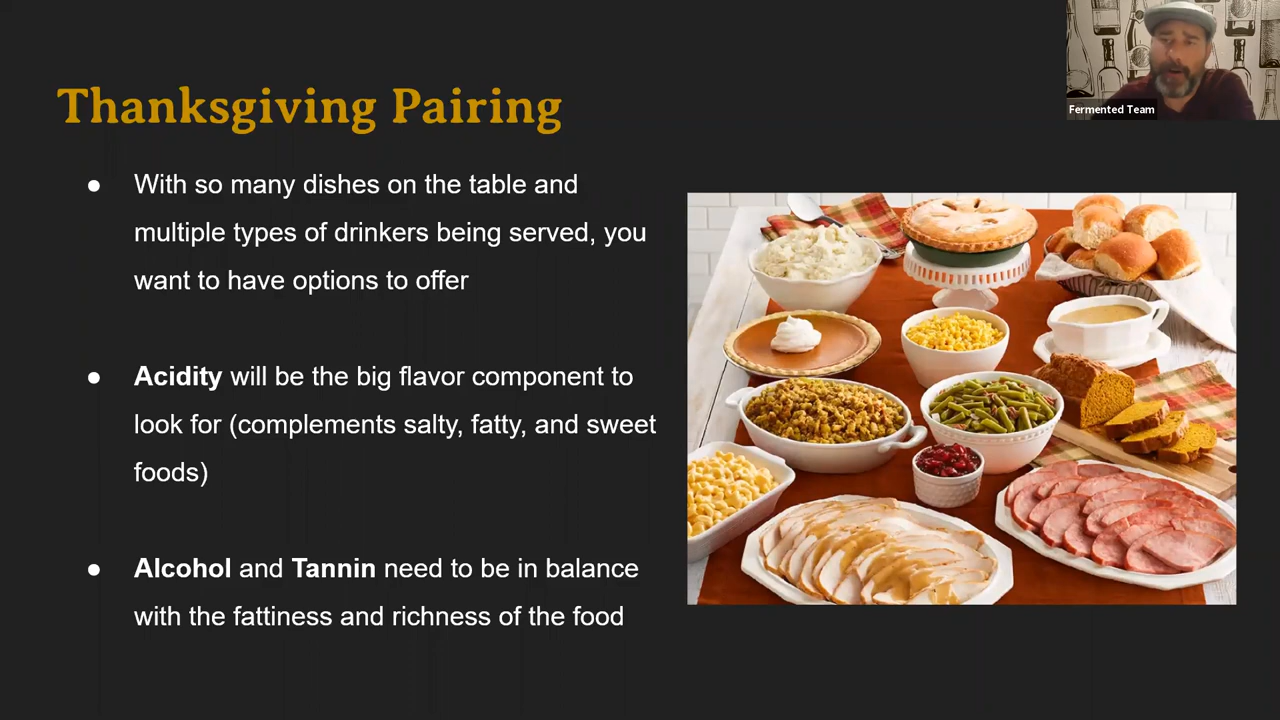 Fermented Team
Thanksgiving Pairing
● With so many dishes on the table and
multiple types of drinkers being served, you
want to have options to offer
● Acidity will be the big flavor component to
look for (complements salty, fatty, and sweet
foods)
● Alcohol and Tannin need to be in balance
with the fattiness and richness of the food